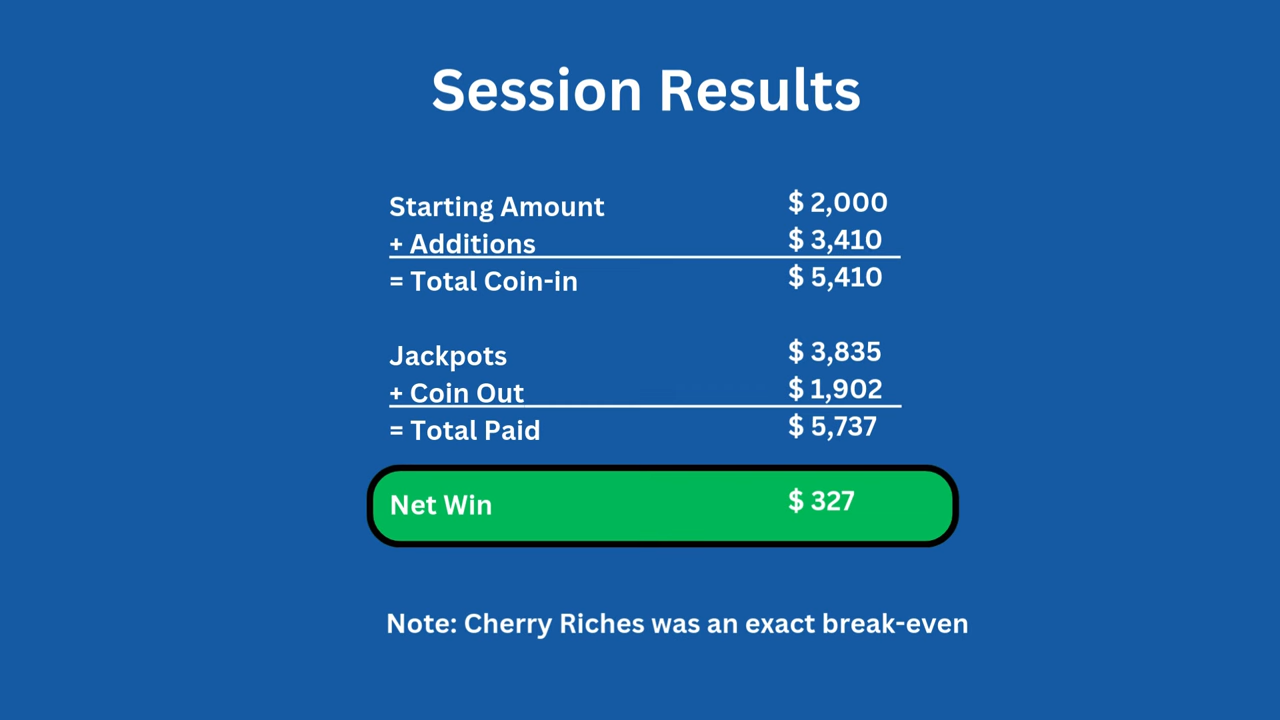 Session Results
Starting Amount $ 2,000
+ Additions $ 3,410
= Total Coin-in $ 5,410
Jackpots $ 3,835
+ Coin Out $ 1,902
= Total Paid $ 5,737
Net Win $ 327
Note: Cherry Riches was an exact break-even